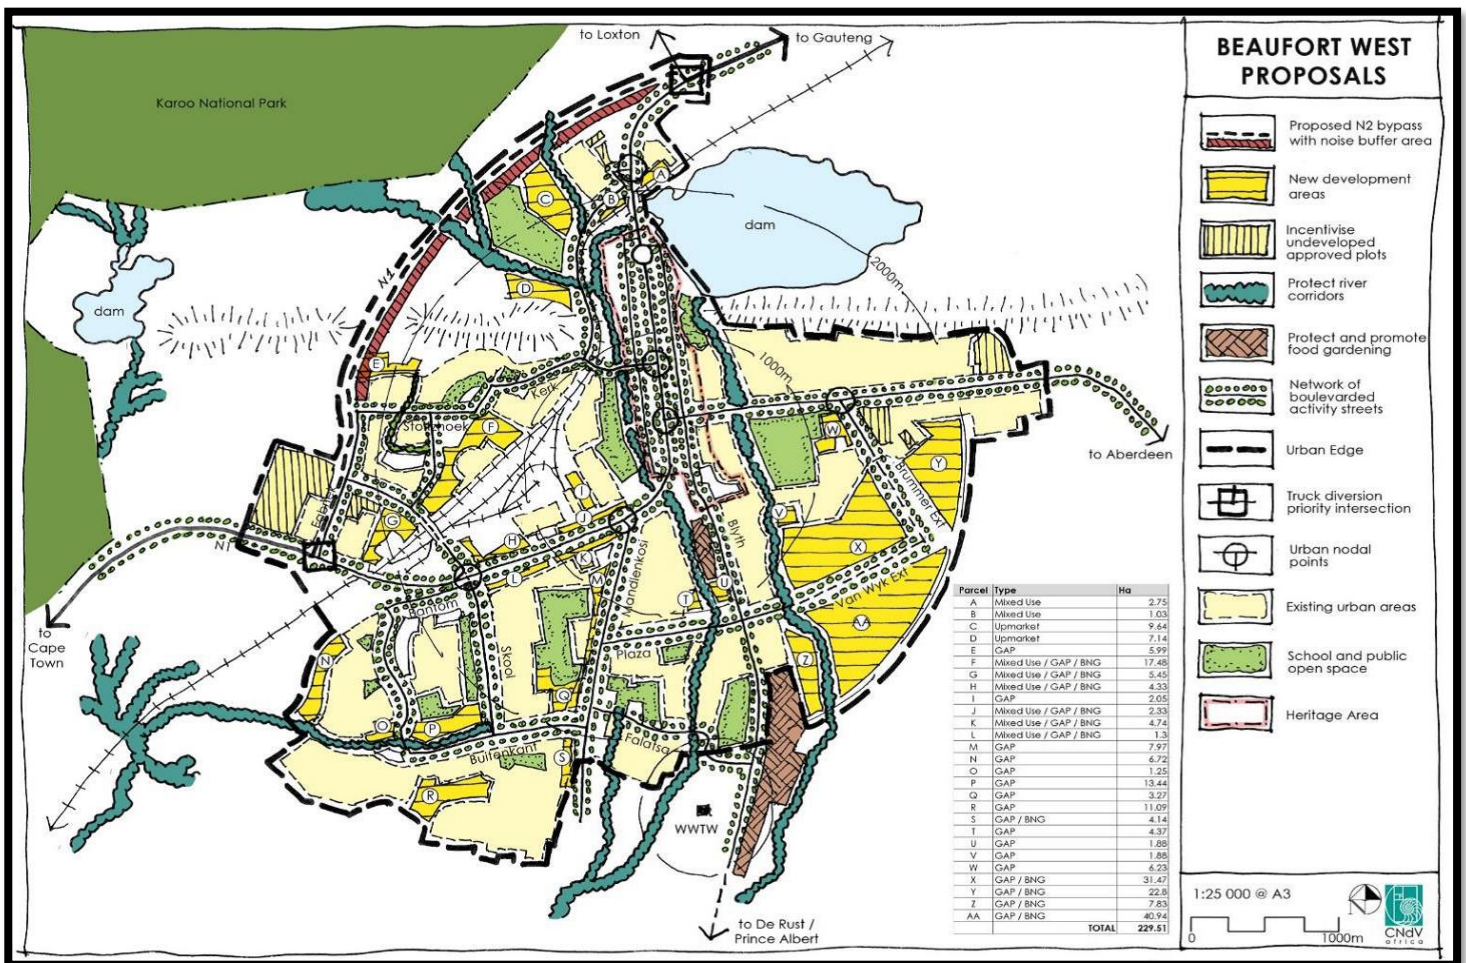 to Loxton
to Gauteng
Karoo National Park
dam
dam
N1
2000m
1000m
to Aberdeen
Kerk
Stolshoek
Brummer Ext
Blyth
Mandlenkosi
Van Wyk Ext
N1
to
Cape
Town
Bantom
Skool
Plaza
Buitenkant
Falatsa
WWTW
to De Rust /
Prince Albert
A
B
C
D
E
F
G
H
I
J
K
L
M
N
O
P
Q
R
S
T
U
V
W
X
Y
Z
AA
Parcel Type Ha
A Mixed Use 2.75
B Mixed Use 1.03
C Upmarket 9.64
D Upmarket 7.14
E GAP 5.99
F Mixed Use / GAP / BNG 17.48
G Mixed Use / GAP / BNG 5.45
H Mixed Use / GAP / BNG 4.33
I GAP 2.05
J Mixed Use / GAP / BNG 2.33
K Mixed Use / GAP / BNG 4.74
L Mixed Use / GAP / BNG 1.3
M GAP 7.97
N GAP 6.72
O GAP 1.25
P GAP 13.44
Q GAP 3.27
R GAP 11.09
S GAP / BNG 4.14
T GAP 4.37
U GAP 1.88
V GAP 1.88
W GAP 6.23
X GAP / BNG 31.47
Y GAP / BNG 22.8
Z GAP / BNG 7.83
AA GAP / BNG 40.94
TOTAL 229.51
BEAUFORT WEST
PROPOSALS
Proposed N2 bypass
with noise buffer area
New development
areas
Incentivise
undeveloped
approved plots
Protect river
corridors
Protect and promote
food gardening
Network of
boulevarded
activity streets
Urban Edge
Truck diversion
priority intersection
Urban nodal
points
Existing urban areas
School and public
open space
Heritage Area
1:25 000 @ A3
0 1000m
CNdV
africa